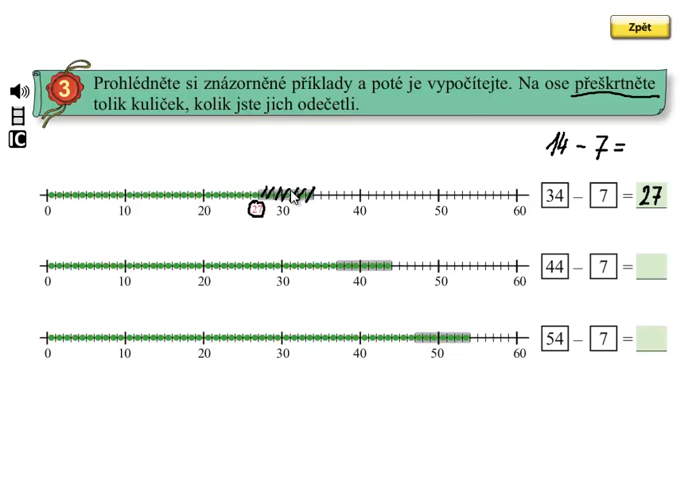 Zpět
3 Prohlédněte si znázorněné příklady a poté je vypočítejte. Na ose přeškrtněte
tolik kuliček, kolik jste jich odečetli.
14 - 7 =
34 – 7 = 27
0 10 20 27 30 40 50 60
44 – 7 =
0 10 20 30 40 50 60
54 – 7 =
0 10 20 30 40 50 60